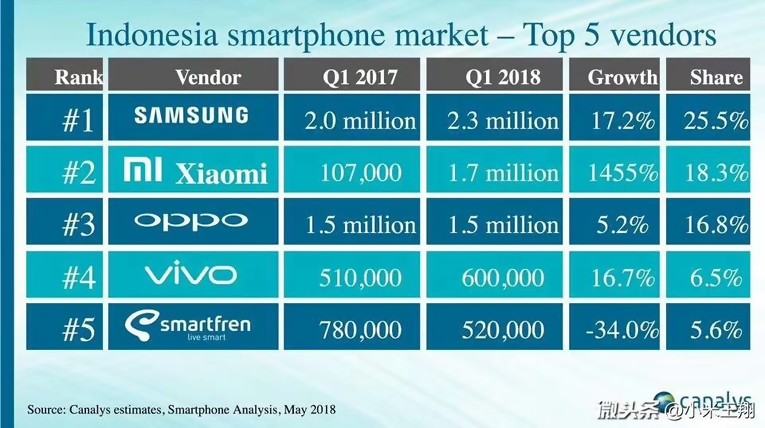 Indonesia smartphone market – Top 5 vendors
Rank Vendor Q1 2017 Q1 2018 Growth Share
#1 SAMSUNG 2.0 million 2.3 million 17.2% 25.5%
#2 MI Xiaomi 107,000 1.7 million 1455% 18.3%
#3 oppo 1.5 million 1.5 million 5.2% 16.8%
#4 vivo 510,000 600,000 16.7% 6.5%
#5 smartfren 780,000 520,000 -34.0% 5.6%
live smart
Source: Canalys estimates, Smartphone Analysis, May 2018
canalys
微头条 @小米王翔